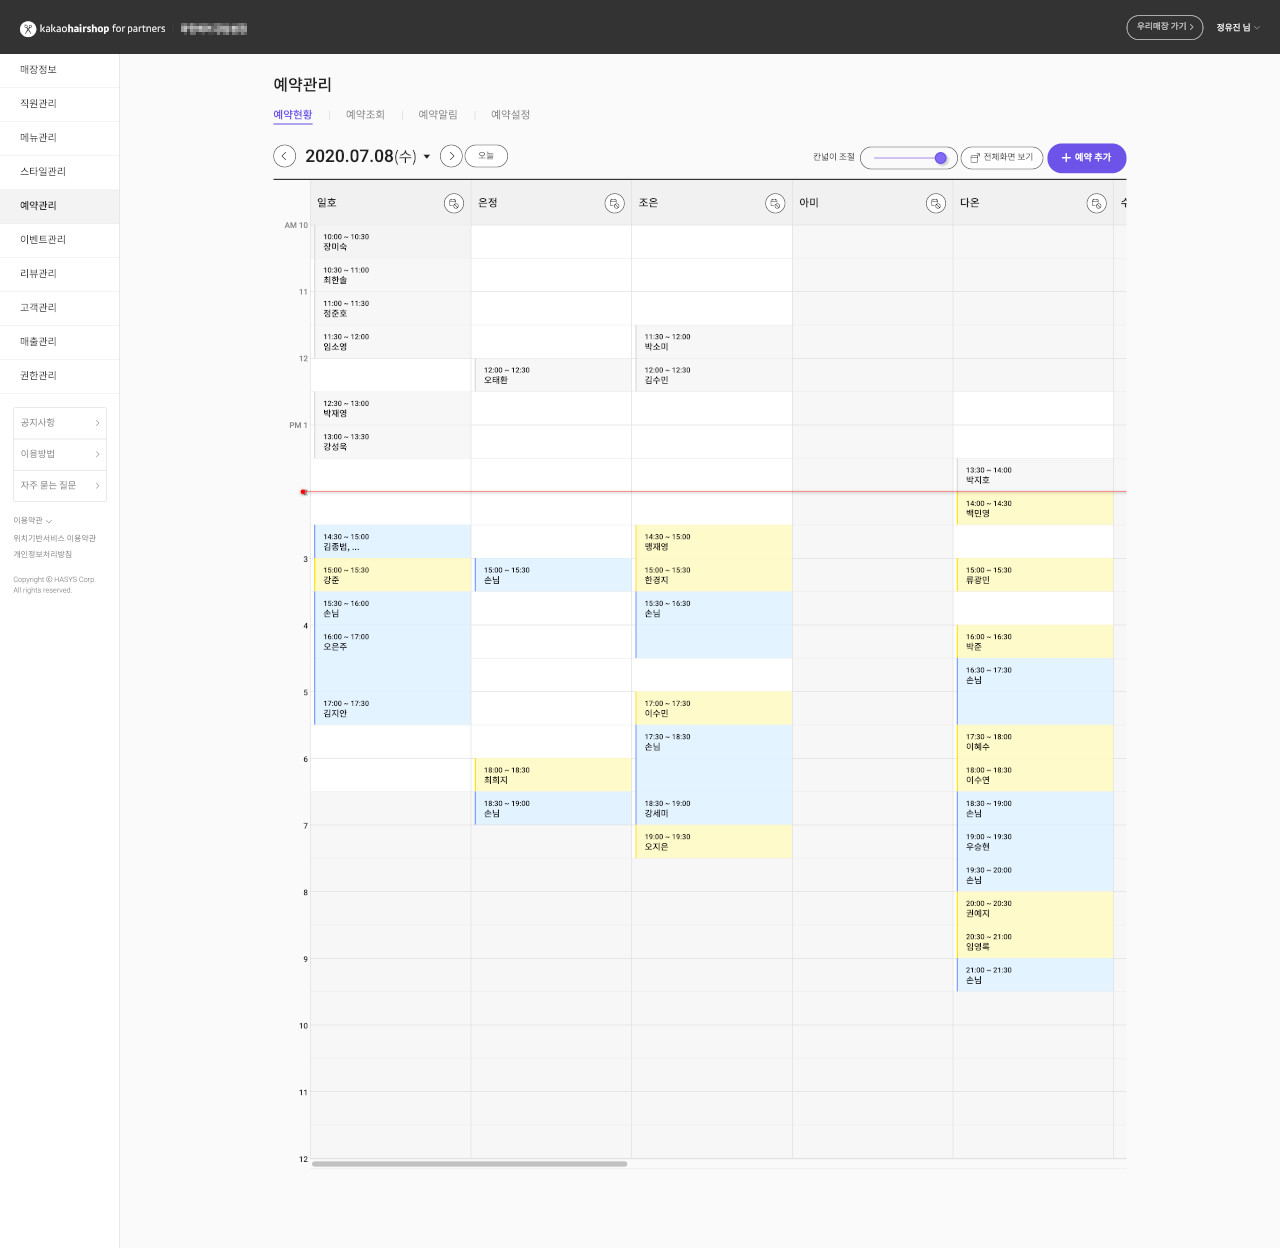 kakaohairshop for partners
우리매장 가기
정유진 님
매장정보
직원관리
메뉴관리
스타일관리
예약관리
이벤트관리
리뷰관리
고객관리
매출관리
권한관리
공지사항
이용방법
자주 묻는 질문
이용약관
위치기반서비스 이용약관
개인정보처리방침
Copyright © HASYS Corp.
All rights reserved.
예약관리
예약현황 예약조회 예약알림 예약설정
2020.07.08(수) 오늘
칸넓이 조절 전체화면 보기 + 예약 추가
일호 은정 조은 아미 다온
AM 10
11
12
PM 1
3
4
5
6
7
8
9
10
11
12
10:00 ~ 10:30
장미숙
10:30 ~ 11:00
최한솔
11:00 ~ 11:30
정준호
11:30 ~ 12:00
임소영
12:30 ~ 13:00
박재영
13:00 ~ 13:30
강성욱
14:30 ~ 15:00
김종범, ...
15:00 ~ 15:30
강준
15:30 ~ 16:00
손님
16:00 ~ 17:00
오은주
17:00 ~ 17:30
김지안
12:00 ~ 12:30
오태환
15:00 ~ 15:30
손님
18:00 ~ 18:30
최희지
18:30 ~ 19:00
손님
11:30 ~ 12:00
박소미
12:00 ~ 12:30
김수민
14:30 ~ 15:00
맹재영
15:00 ~ 15:30
한경지
15:30 ~ 16:30
손님
17:00 ~ 17:30
이수민
17:30 ~ 18:30
손님
18:30 ~ 19:00
강세미
19:00 ~ 19:30
오지은
13:30 ~ 14:00
박지호
14:00 ~ 14:30
백민영
15:00 ~ 15:30
류광민
16:00 ~ 16:30
박준
16:30 ~ 17:30
손님
17:30 ~ 18:00
이혜수
18:00 ~ 18:30
이수연
18:30 ~ 19:00
손님
19:00 ~ 19:30
우승현
19:30 ~ 20:00
손님
20:00 ~ 20:30
권예지
20:30 ~ 21:00
임영록
21:00 ~ 21:30
손님